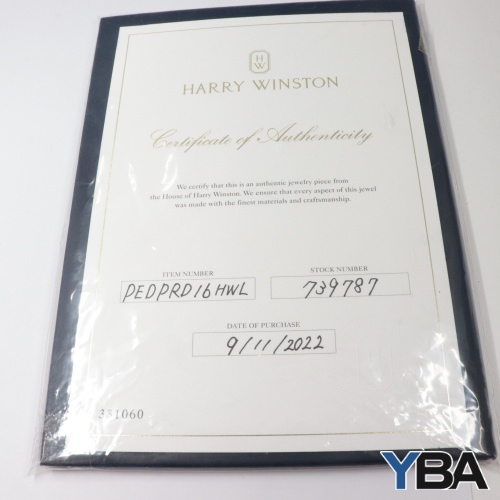 H
W
HARRY WINSTON
Certificate of Authenticity
We certify that this is an authentic jewelry piece from
the House of Harry Winston. We ensure that every aspect of this jewel
was made with the finest materials and craftsmanship.
ITEM NUMBER
PEDPRD16HWL
STOCK NUMBER
739787
DATE OF PURCHASE
9/11/2022
331060
YBA